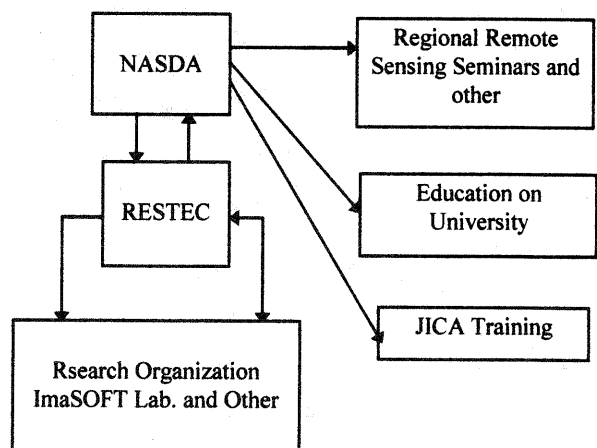 NASDA
Regional Remote
Sensing Seminars and
other
RESTEC
Education on
University
JICA Training
Rsearch Organization
ImaSOFT Lab. and Other